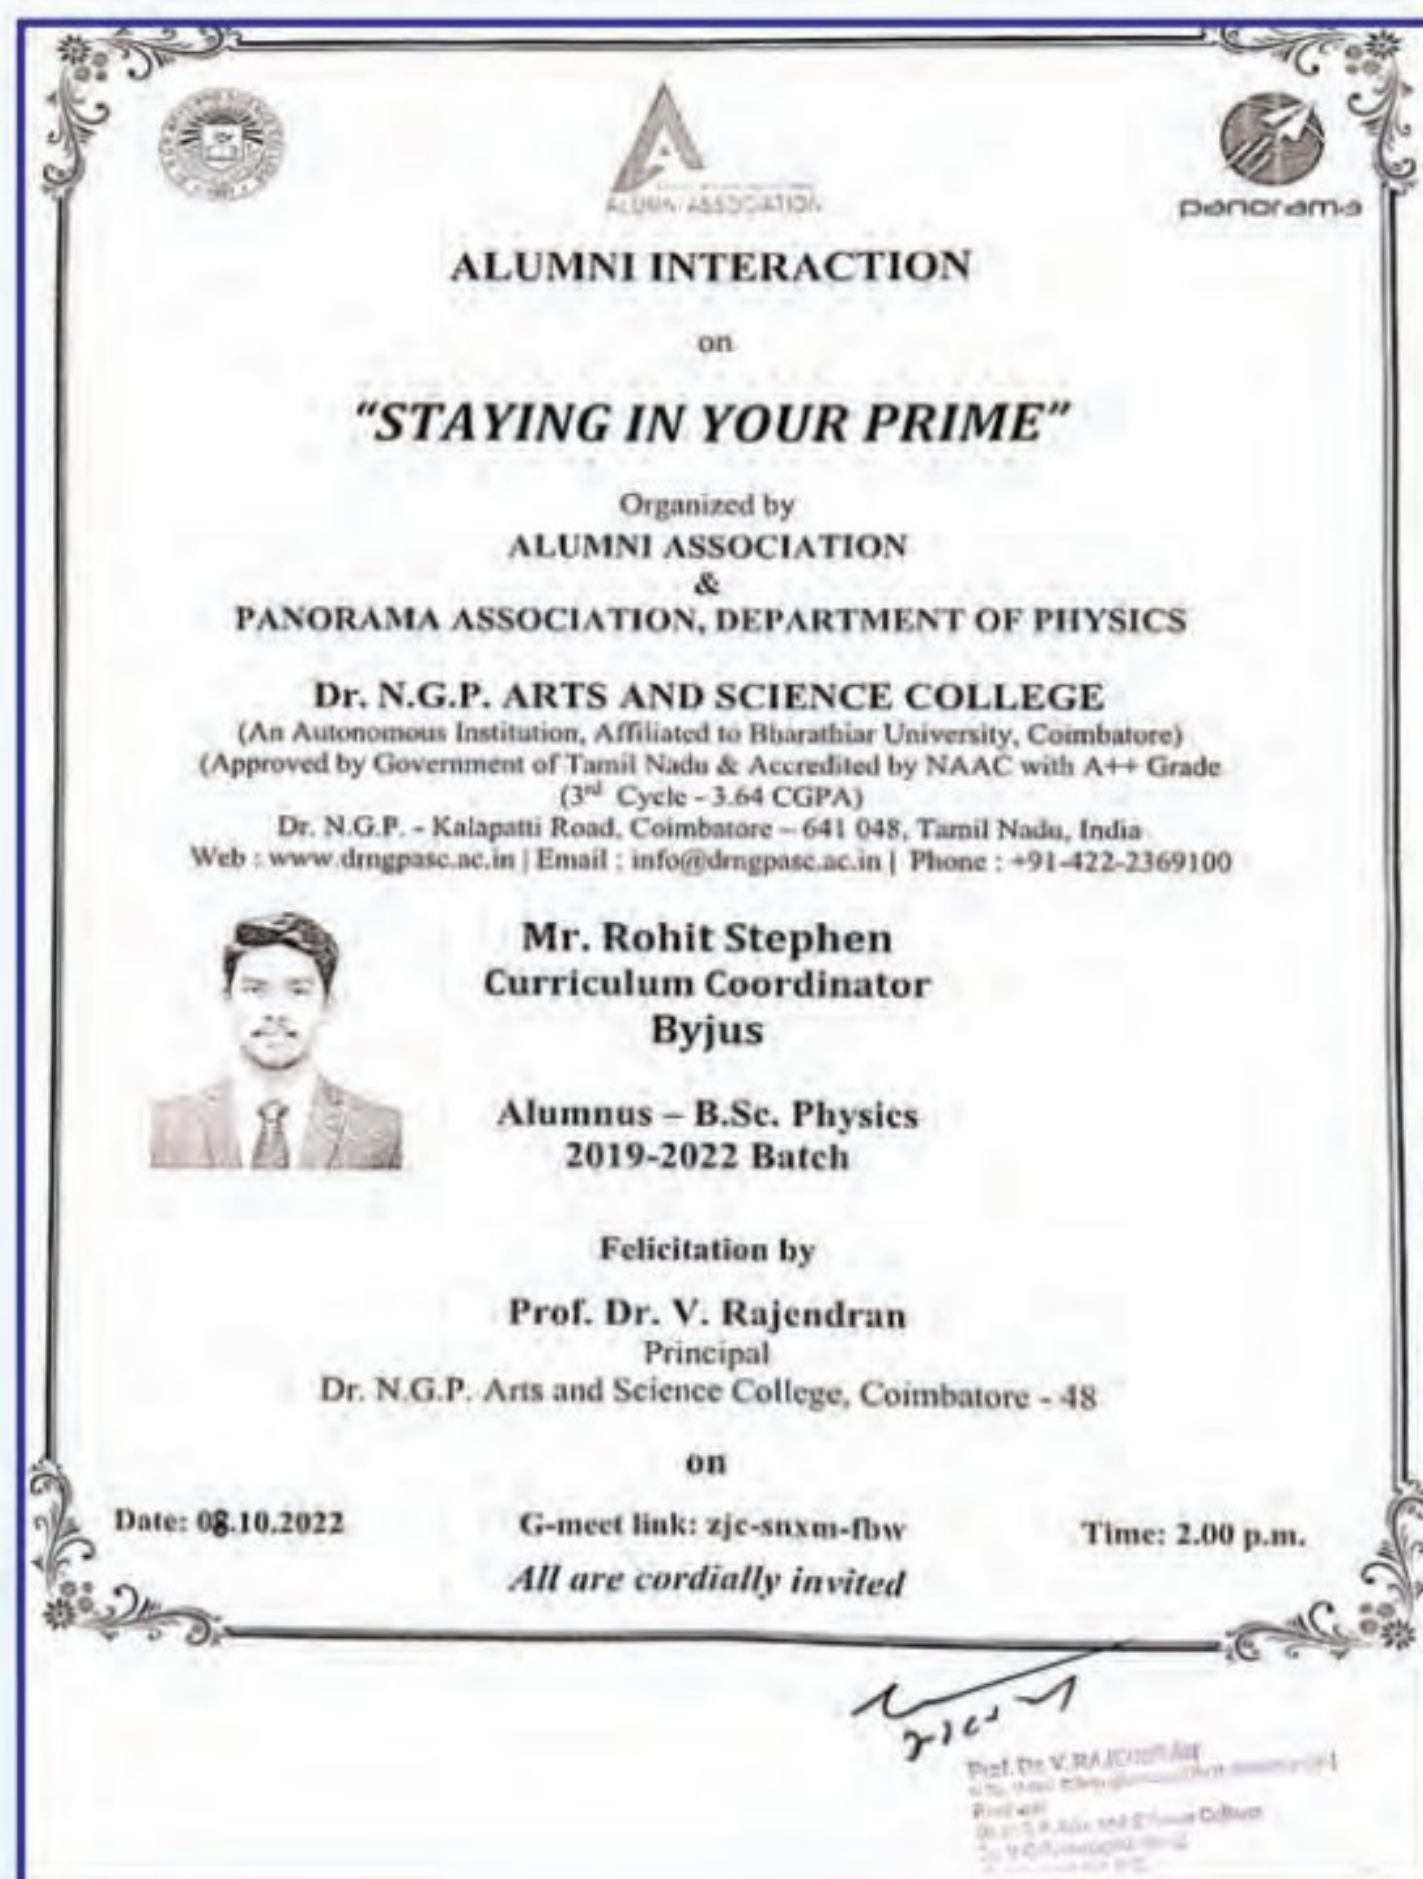 ALUMNI ASSOCIATION
panorama
ALUMNI INTERACTION
on
“STAYING IN YOUR PRIME”
Organized by
ALUMNI ASSOCIATION
&
PANORAMA ASSOCIATION, DEPARTMENT OF PHYSICS
Dr. N.G.P. ARTS AND SCIENCE COLLEGE
(An Autonomous Institution, Affiliated to Bharathiar University, Coimbatore)
(Approved by Government of Tamil Nadu & Accredited by NAAC with A++ Grade
(3rd Cycle - 3.64 CGPA)
Dr. N.G.P. - Kalapatti Road, Coimbatore – 641 048, Tamil Nadu, India
Web : www.drngpasc.ac.in | Email : info@drngpasc.ac.in | Phone : +91-422-2369100
Mr. Rohit Stephen
Curriculum Coordinator
Byjus
Alumnus – B.Sc. Physics
2019-2022 Batch
Felicitation by
Prof. Dr. V. Rajendran
Principal
Dr. N.G.P. Arts and Science College, Coimbatore - 48
on
Date: 08.10.2022 G-meet link: zjc-snxm-fbw Time: 2.00 p.m.
All are cordially invited
Prof. Dr. V. RAJENDRAN